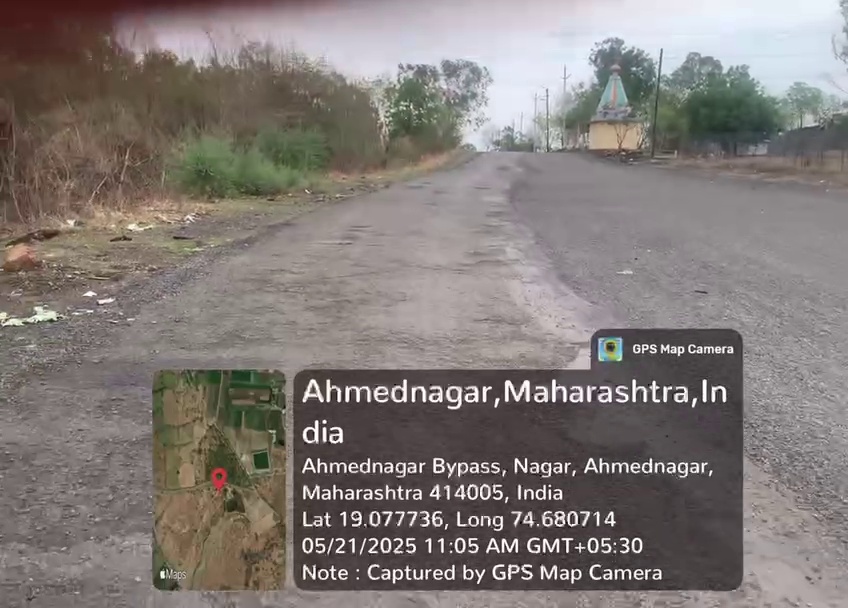 GPS Map Camera
Ahmednagar,Maharashtra,In
dia
Ahmednagar Bypass, Nagar, Ahmednagar,
Maharashtra 414005, India
Lat 19.077736, Long 74.680714
05/21/2025 11:05 AM GMT+05:30
Note : Captured by GPS Map Camera
Maps